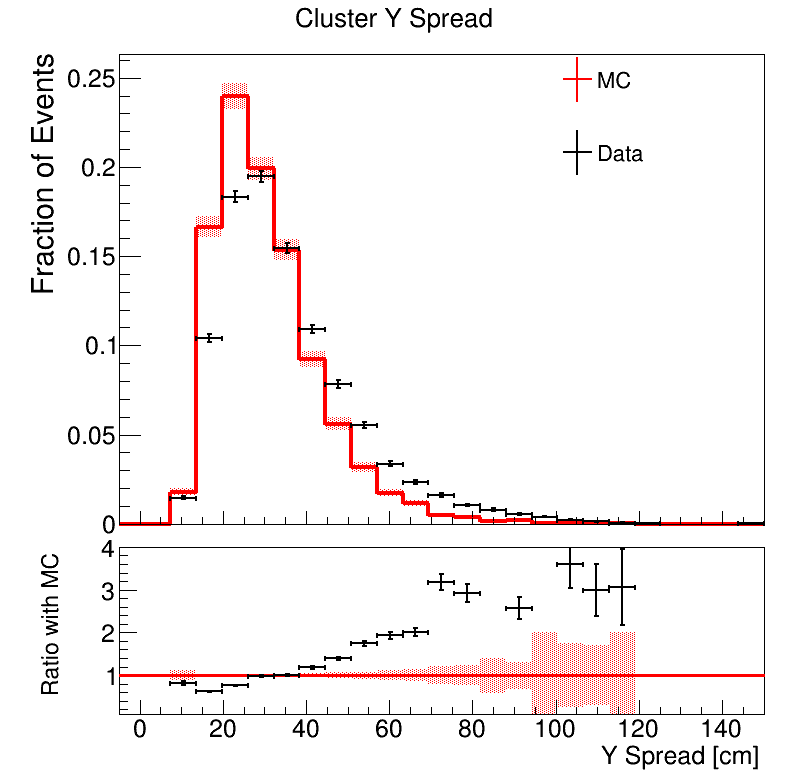 Cluster Y Spread
Fraction of Events
0.25
0.2
0.15
0.1
0.05
0
MC
Data
Ratio with MC
4
3
2
1
0 20 40 60 80 100 120 140
Y Spread [cm]